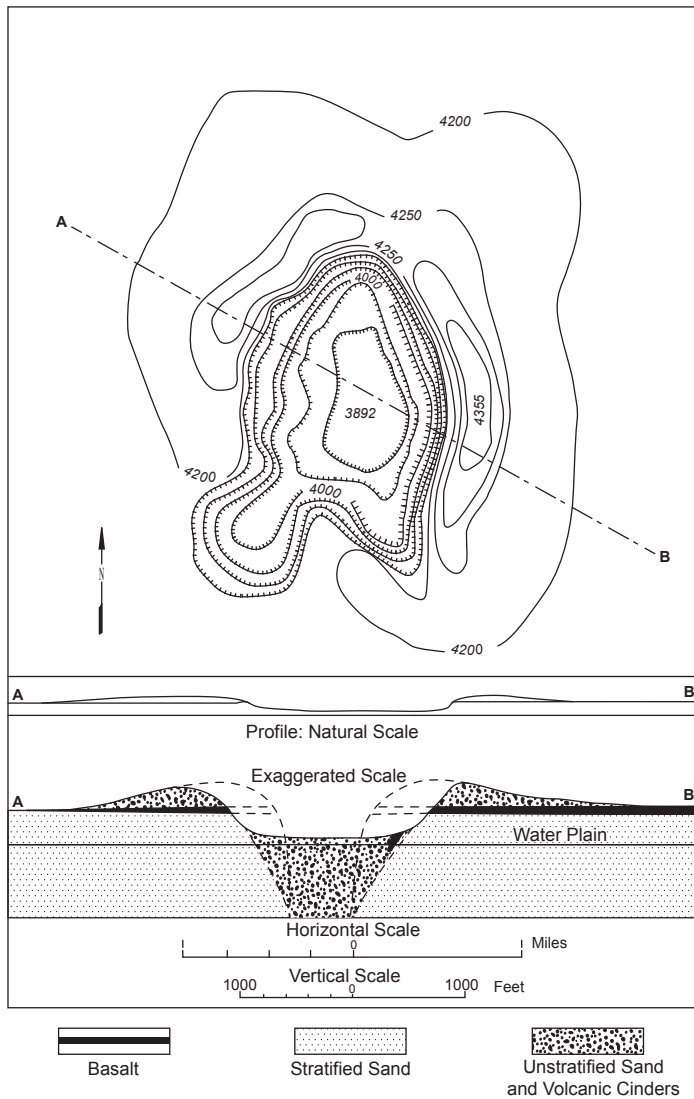 4200
4250
A
4250
4000
3892
4355
4200
4000
B
N
4200
A
B
Profile: Natural Scale
Exaggerated Scale
A
B
Water Plain
Horizontal Scale
0
Miles
Vertical Scale
1000
0
1000
Feet
Basalt
Stratified Sand
Unstratified Sand
and Volcanic Cinders